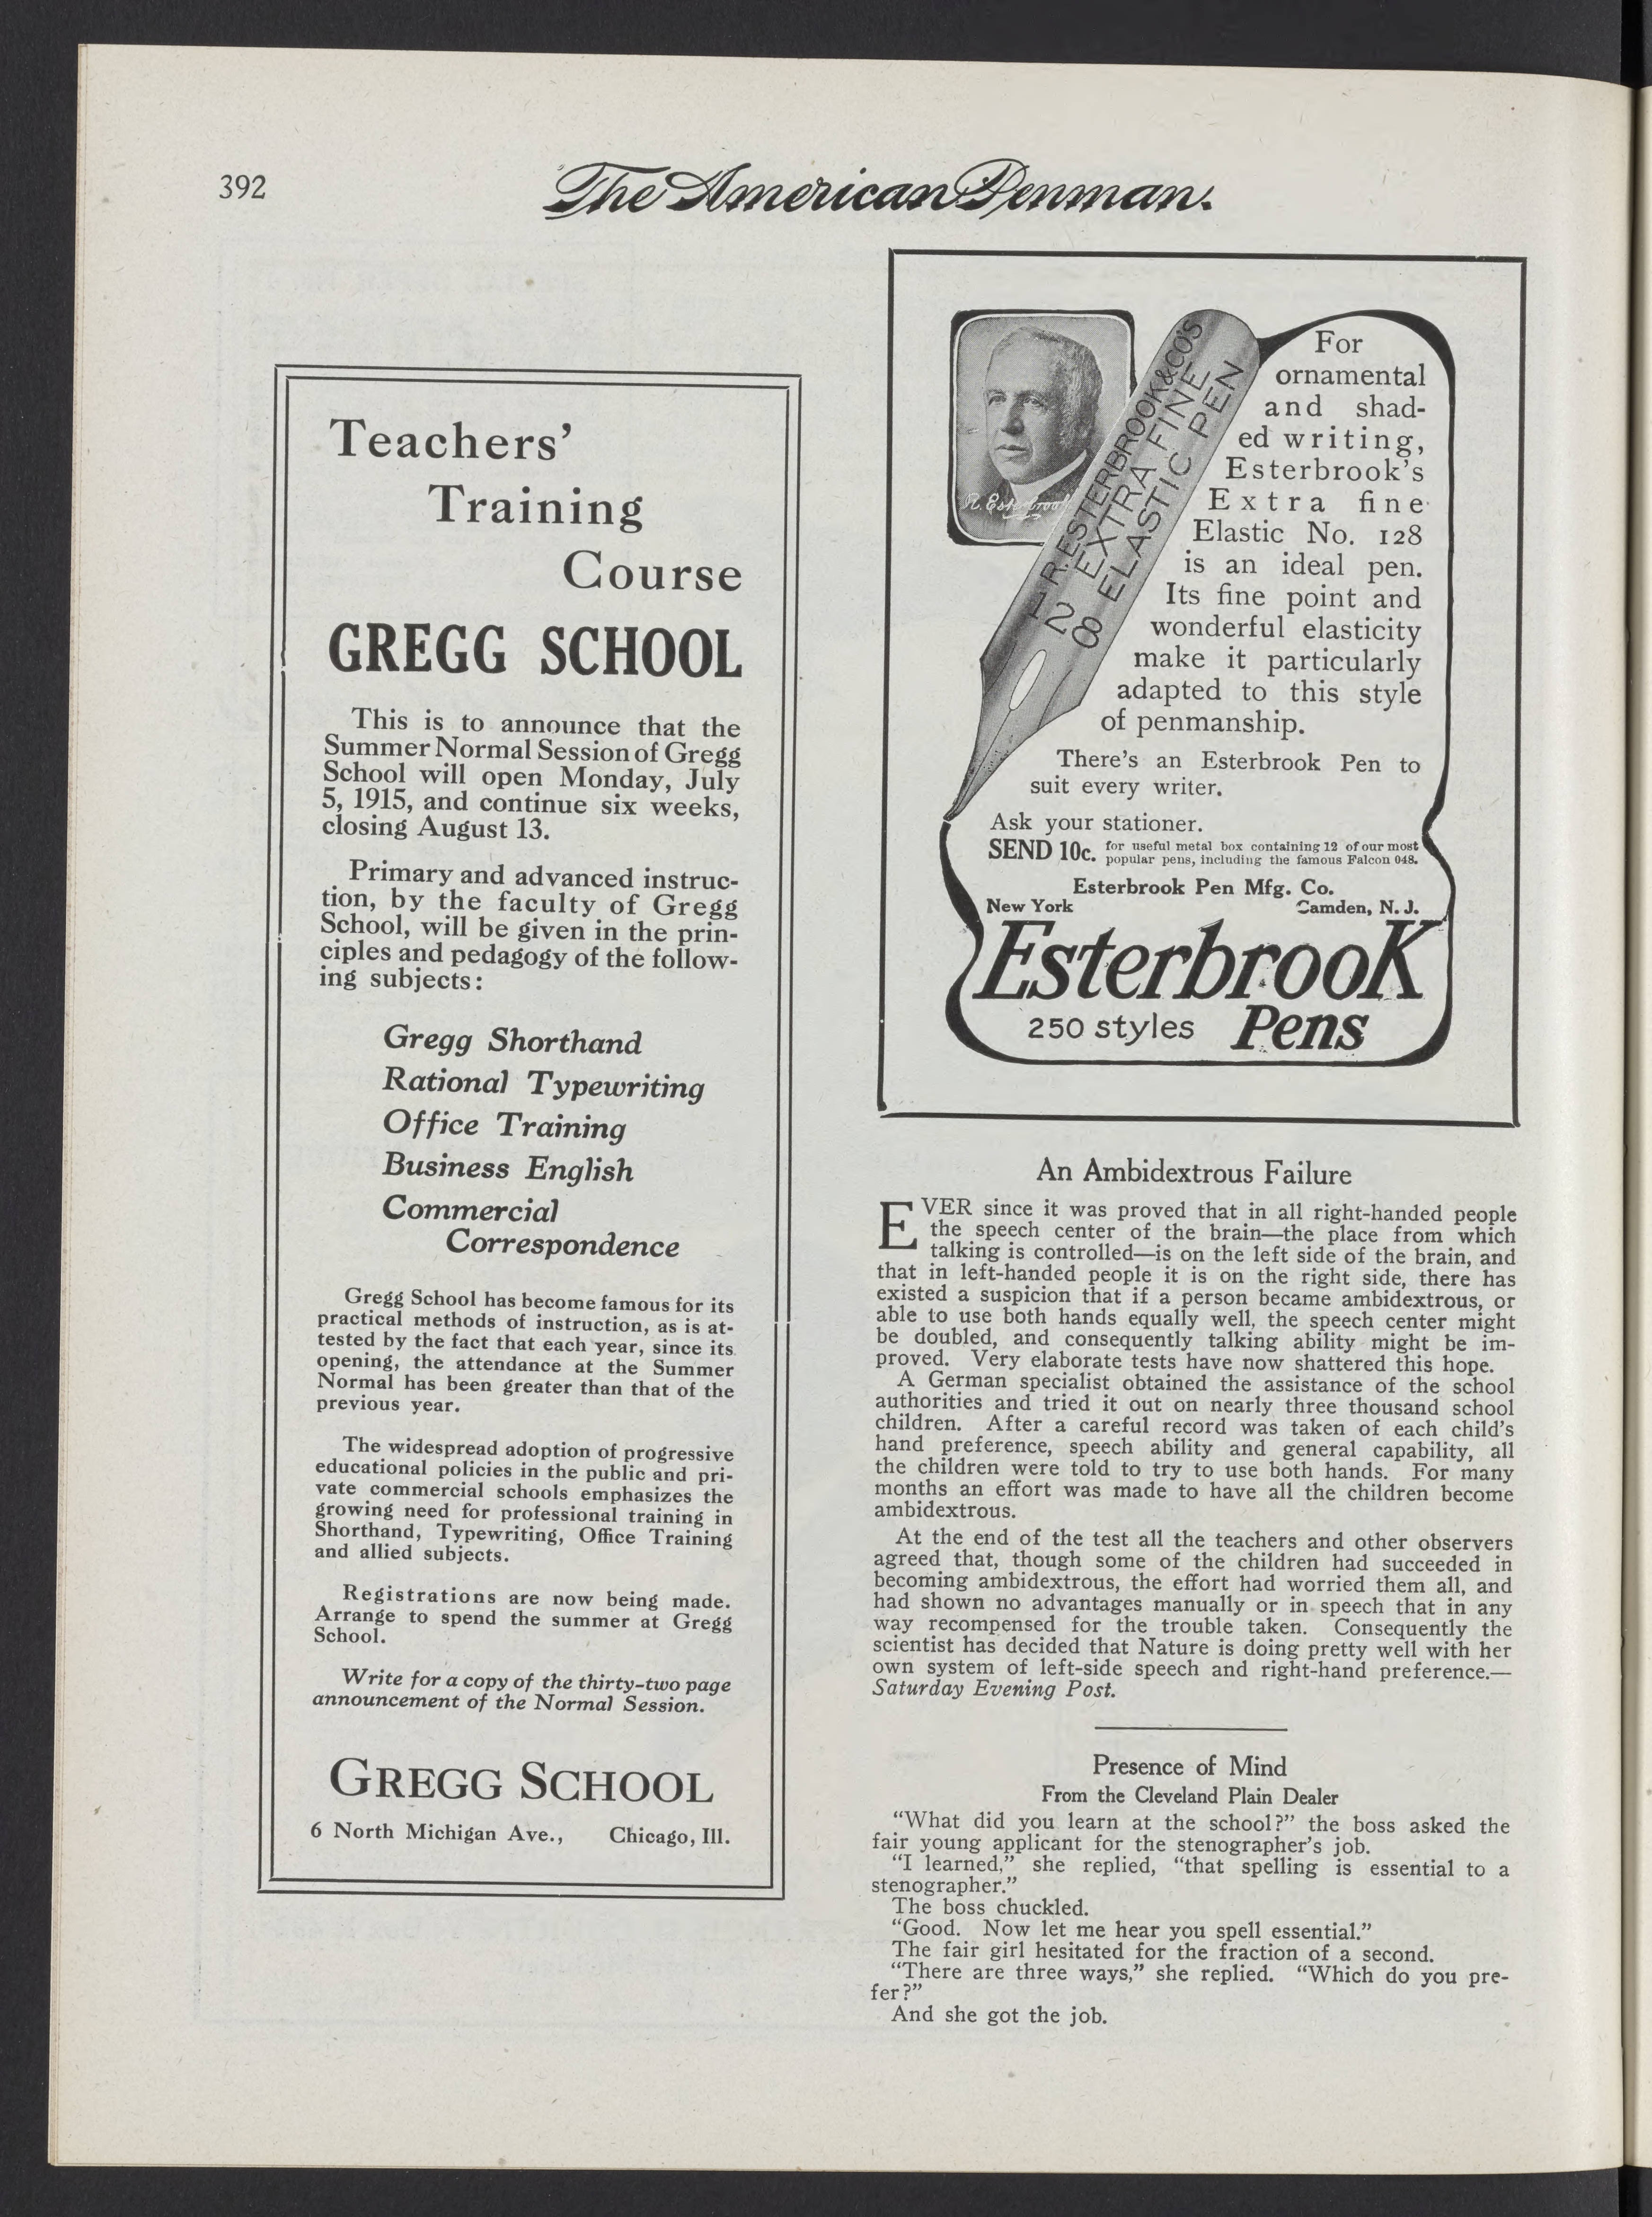 392
The American Penman.
Teachers'
Training
Course
GREGG SCHOOL
This is to announce that the
Summer Normal Session of Gregg
School will open Monday, July
5, 1915, and continue six weeks,
closing August 13.
Primary and advanced instruc-
tion, by the faculty of Gregg
School, will be given in the prin-
ciples and pedagogy of the follow-
ing subjects:
Gregg Shorthand
Rational Typewriting
Office Training
Business English
Commercial
Correspondence
Gregg School has become famous for its
practical methods of instruction, as is at-
tested by the fact that each year, since its
opening, the attendance at the Summer
Normal has been greater than that of the
previous year.
The widespread adoption of progressive
educational policies in the public and pri-
vate commercial schools emphasizes the
growing need for professional training in
Shorthand, Typewriting, Office Training
and allied subjects.
Registrations are now being made.
Arrange to spend the summer at Gregg
School.
Write for a copy of the thirty-two page
announcement of the Normal Session.
GREGG SCHOOL
6 North Michigan Ave., Chicago, Ill.
R. Esterbrook
R. ESTERBROOK & CO'S
EXTRA FINE
ELASTIC PEN
128
For
ornamental
and shad-
ed writing,
Esterbrook's
Extra fine
Elastic No. 128
is an ideal pen.
Its fine point and
wonderful elasticity
make it particularly
adapted to this style
of penmanship.
There's an Esterbrook Pen to
suit every writer.
Ask your stationer.
SEND 10c. for useful metal box containing 12 of our most
popular pens, including the famous Falcon 048.
Esterbrook Pen Mfg. Co.
New York Camden, N. J.
Esterbrook
250 styles Pens
An Ambidextrous Failure
EVER since it was proved that in all right-handed people
the speech center of the brain—the place from which
talking is controlled—is on the left side of the brain, and
that in left-handed people it is on the right side, there has
existed a suspicion that if a person became ambidextrous, or
able to use both hands equally well, the speech center might
be doubled, and consequently talking ability might be im-
proved. Very elaborate tests have now shattered this hope.
A German specialist obtained the assistance of the school
authorities and tried it out on nearly three thousand school
children. After a careful record was taken of each child's
hand preference, speech ability and general capability, all
the children were told to try to use both hands. For many
months an effort was made to have all the children become
ambidextrous.
At the end of the test all the teachers and other observers
agreed that, though some of the children had succeeded in
becoming ambidextrous, the effort had worried them all, and
had shown no advantages manually or in speech that in any
way recompensed for the trouble taken. Consequently the
scientist has decided that Nature is doing pretty well with her
own system of left-side speech and right-hand preference.—
Saturday Evening Post.
Presence of Mind
From the Cleveland Plain Dealer
"What did you learn at the school?" the boss asked the
fair young applicant for the stenographer's job.
"I learned," she replied, "that spelling is essential to a
stenographer."
The boss chuckled.
"Good. Now let me hear you spell essential."
The fair girl hesitated for the fraction of a second.
"There are three ways," she replied. "Which do you pre-
fer?"
And she got the job.